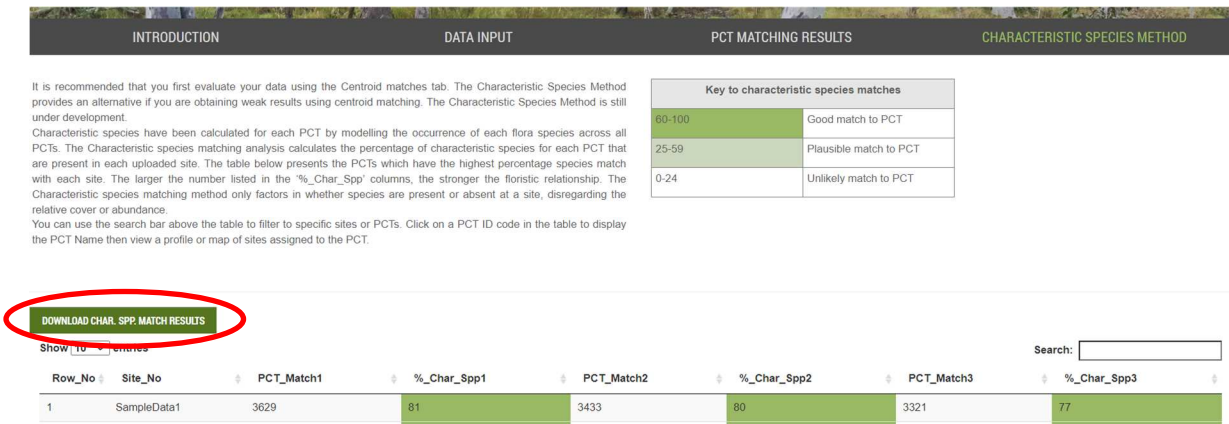 INTRODUCTION DATA INPUT PCT MATCHING RESULTS CHARACTERISTIC SPECIES METHOD
It is recommended that you first evaluate your data using the Centroid matches tab. The Characteristic Species Method
provides an alternative if you are obtaining weak results using centroid matching. The Characteristic Species Method is still
under development.
Characteristic species have been calculated for each PCT by modelling the occurrence of each flora species across all
PCTs. The Characteristic species matching analysis calculates the percentage of characteristic species for each PCT that
are present in each uploaded site. The table below presents the PCTs which have the highest percentage species match
with each site. The larger the number listed in the '%_Char_Spp' columns, the stronger the floristic relationship. The
Characteristic species matching method only factors in whether species are present or absent at a site, disregarding the
relative cover or abundance.
You can use the search bar above the table to filter to specific sites or PCTs. Click on a PCT ID code in the table to display
the PCT Name then view a profile or map of sites assigned to the PCT.
Key to characteristic species matches
60-100 Good match to PCT
25-59 Plausible match to PCT
0-24 Unlikely match to PCT
DOWNLOAD CHAR. SPP. MATCH RESULTS
Show 10 entries Search:
Row_No Site_No PCT_Match1 %_Char_Spp1 PCT_Match2 %_Char_Spp2 PCT_Match3 %_Char_Spp3
1 SampleData1 3629 81 3433 80 3321 77